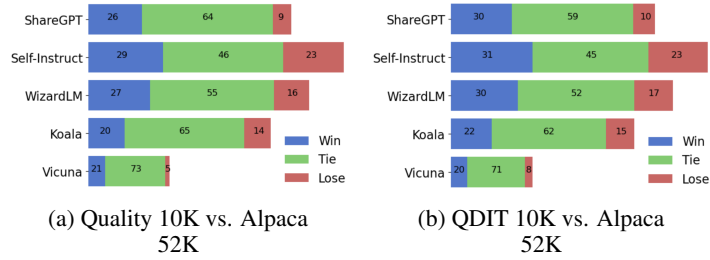 ShareGPT 26 64 9
Self-Instruct 29 46 23
WizardLM 27 55 16
Koala 20 65 14
Vicuna 21 73 5
Win
Tie
Lose
(a) Quality 10K vs. Alpaca
52K
ShareGPT 30 59 10
Self-Instruct 31 45 23
WizardLM 30 52 17
Koala 22 62 15
Vicuna 20 71 8
Win
Tie
Lose
(b) QDIT 10K vs. Alpaca
52K